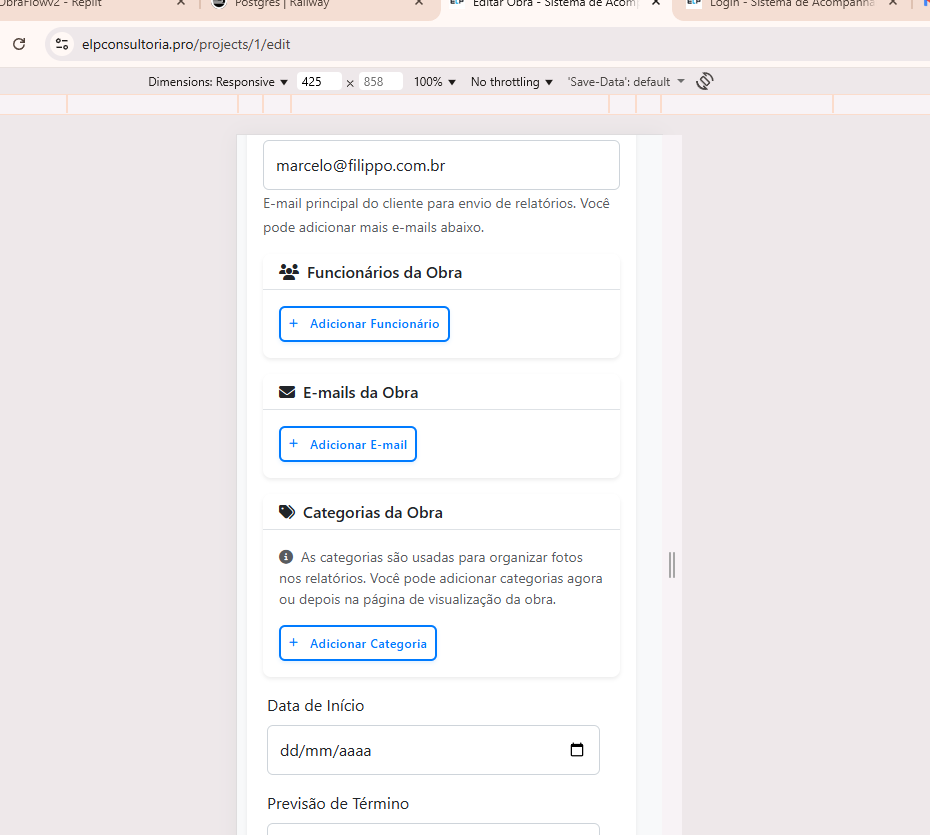 ObraFlowv2 - Replit
Postgres | Railway
Editar Obra - Sistema de Acom
Login - Sistema de Acompanha
elpconsultoria.pro/projects/1/edit
Dimensions: Responsive 425 × 858 100% No throttling 'Save-Data': default
marcelo@filippo.com.br
E-mail principal do cliente para envio de relatórios. Você
pode adicionar mais e-mails abaixo.
Funcionários da Obra
+ Adicionar Funcionário
E-mails da Obra
+ Adicionar E-mail
Categorias da Obra
As categorias são usadas para organizar fotos
nos relatórios. Você pode adicionar categorias agora
ou depois na página de visualização da obra.
+ Adicionar Categoria
Data de Início
dd/mm/aaaa
Previsão de Término